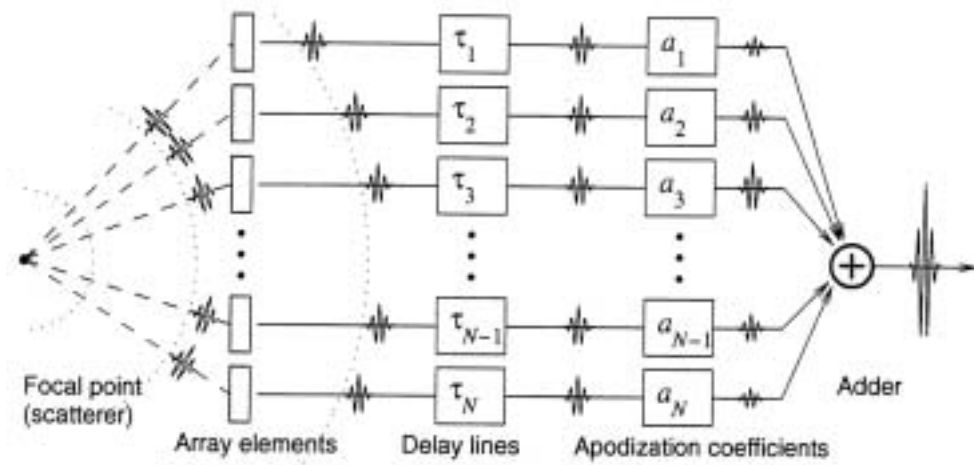 τ1 a1
τ2 a2
τ3 a3
τN−1 aN−1
τN aN
Focal point
(scatterer)
Adder
Array elements Delay lines Apodization coefficients